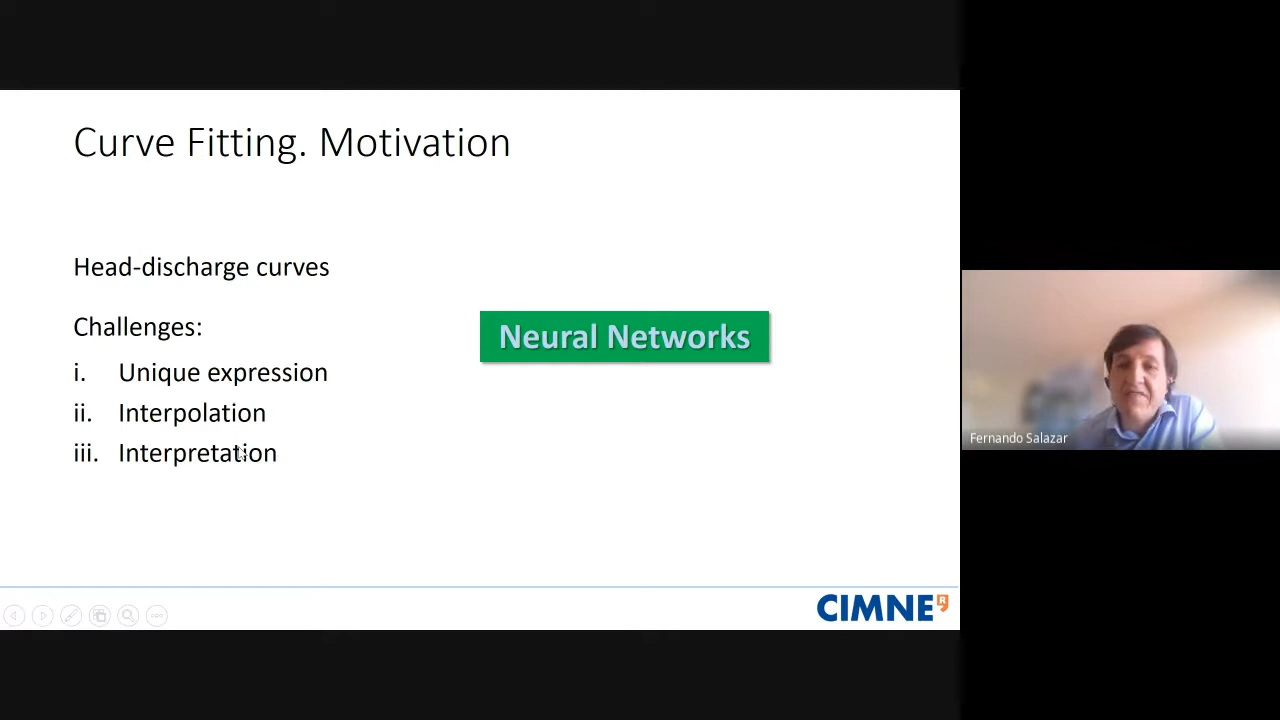 Curve Fitting. Motivation
Head-discharge curves
Challenges:
i. Unique expression
ii. Interpolation
iii. Interpretation
Neural Networks
Fernando Salazar
CIMNE R